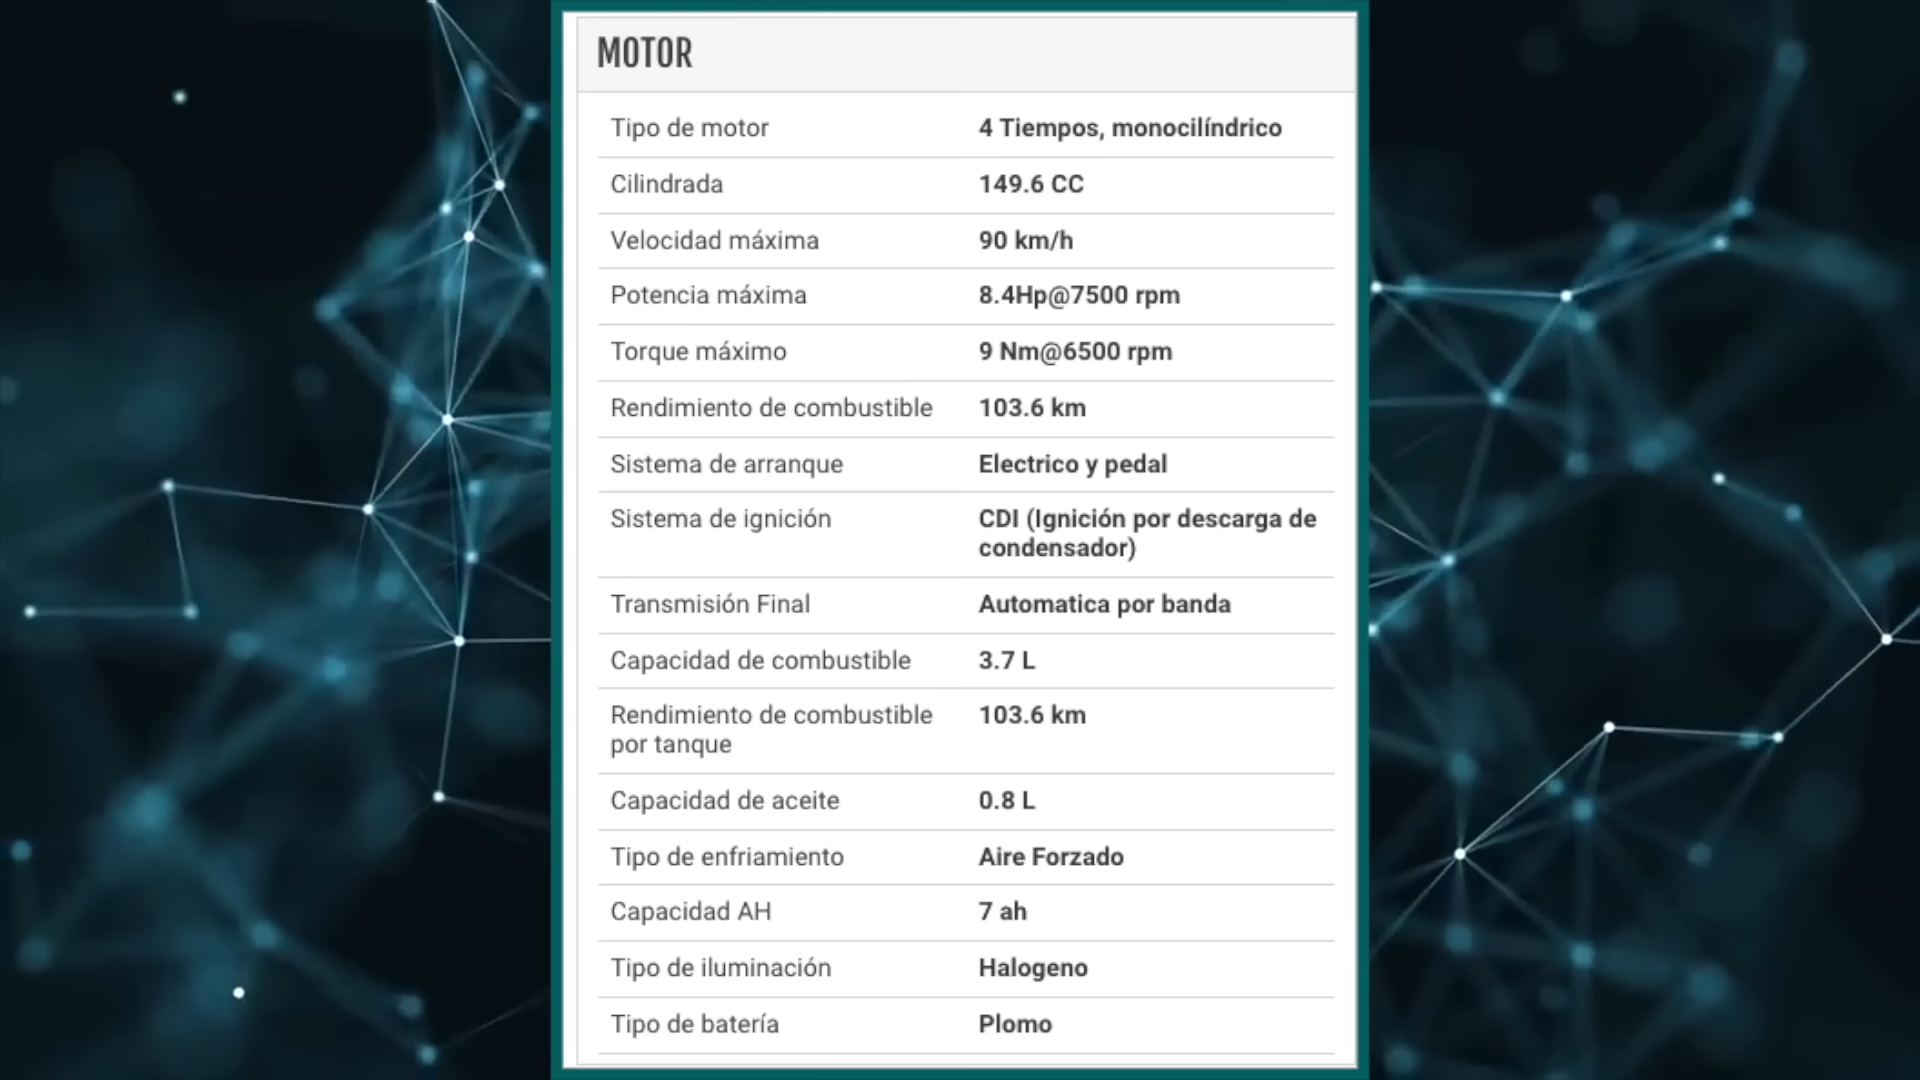 MOTOR
Tipo de motor 4 Tiempos, monocilíndrico
Cilindrada 149.6 CC
Velocidad máxima 90 km/h
Potencia máxima 8.4Hp@7500 rpm
Torque máximo 9 Nm@6500 rpm
Rendimiento de combustible 103.6 km
Sistema de arranque Electrico y pedal
Sistema de ignición CDI (Ignición por descarga de
condensador)
Transmisión Final Automatica por banda
Capacidad de combustible 3.7 L
Rendimiento de combustible 103.6 km
por tanque
Capacidad de aceite 0.8 L
Tipo de enfriamiento Aire Forzado
Capacidad AH 7 ah
Tipo de iluminación Halogeno
Tipo de batería Plomo